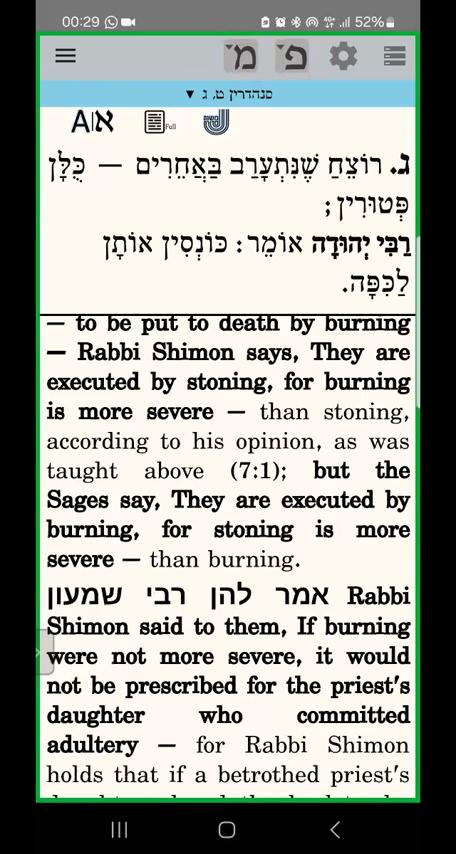 00:29 52%
מ׳ פ׳
סנהדרין ט, ג ▼
A|א Full
ג. רוֹצֵחַ שֶׁנִּתְעָרֵב בַּאֲחֵרִים — כֻּלָּן
פְּטוּרִין;
רַבִּי יְהוּדָה אוֹמֵר: כּוֹנְסִין אוֹתָן
לַכִּפָּה.
— to be put to death by burning
— Rabbi Shimon says, They are
executed by stoning, for burning
is more severe — than stoning,
according to his opinion, as was
taught above (7:1); but the
Sages say, They are executed by
burning, for stoning is more
severe — than burning.
אמר להן רבי שמעון Rabbi
Shimon said to them, If burning
were not more severe, it would
not be prescribed for the priest's
daughter who committed
adultery — for Rabbi Shimon
holds that if a betrothed priest's